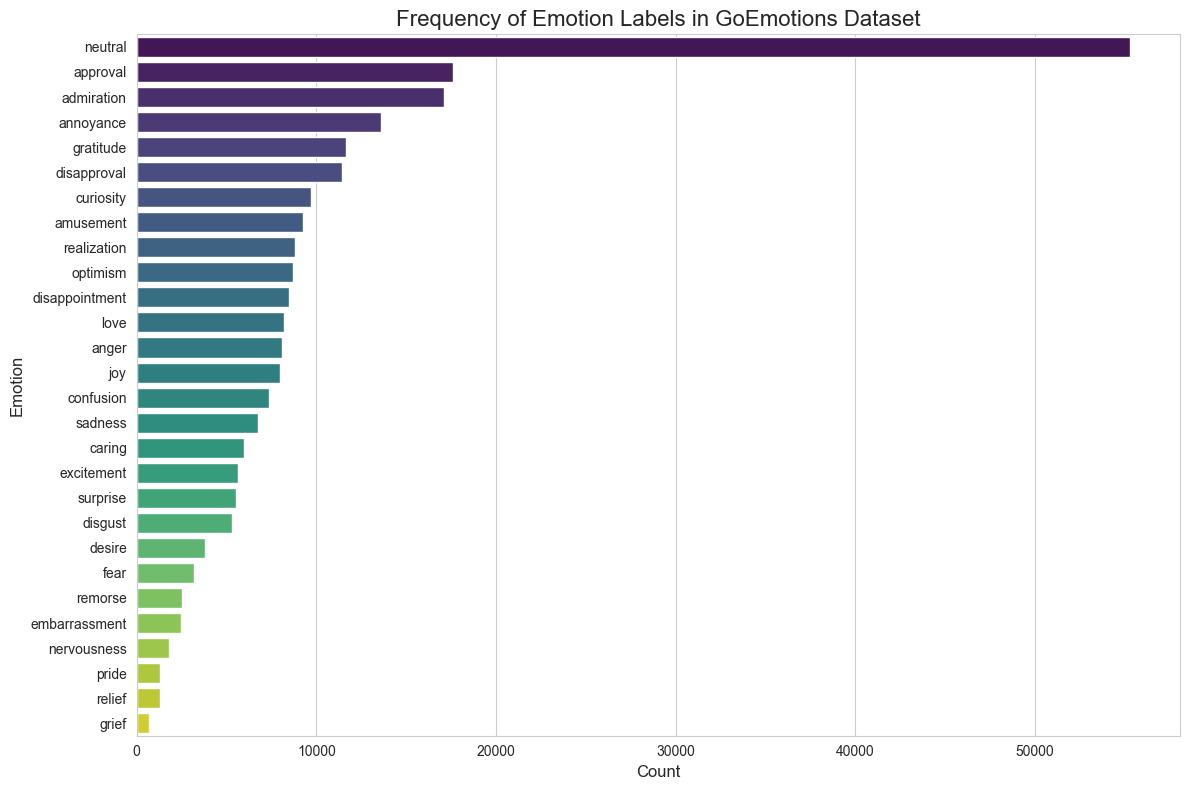 Frequency of Emotion Labels in GoEmotions Dataset
neutral
approval
admiration
annoyance
gratitude
disapproval
curiosity
amusement
realization
optimism
disappointment
love
anger
joy
confusion
sadness
caring
excitement
surprise
disgust
desire
fear
remorse
embarrassment
nervousness
pride
relief
grief
Emotion
0 10000 20000 30000 40000 50000
Count